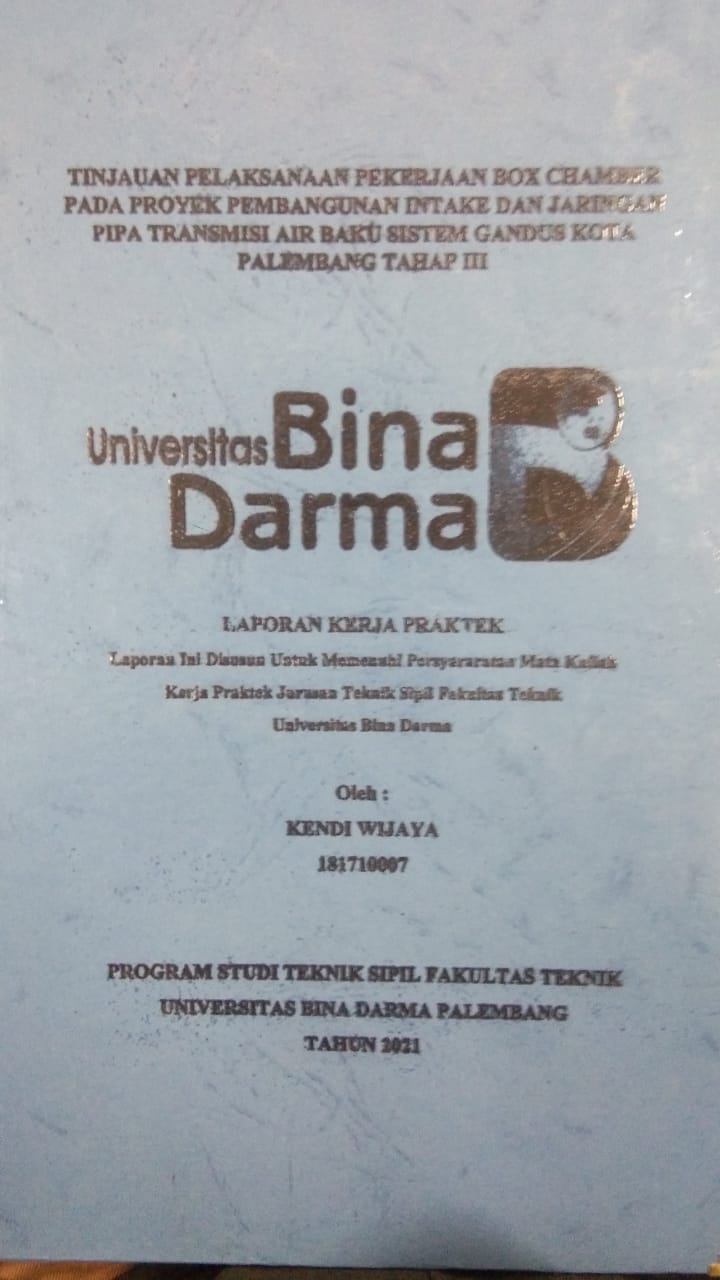 TINJAUAN PELAKSANAAN PEKERJAAN BOX CHAMBER
PADA PROYEK PEMBANGUNAN INTAKE DAN JARINGAN
PIPA TRANSMISI AIR BAKU SISTEM GANDUS KOTA
PALEMBANG TAHAP III
Universitas Bina
Darma
LAPORAN KERJA PRAKTEK
Laporan Ini Disusun Untuk Memenuhi Persyararatan Mata Kuliah
Kerja Praktek Jurusan Teknik Sipil Fakultas Teknik
Universitas Bina Darma
Oleh :
KENDI WIJAYA
181710007
PROGRAM STUDI TEKNIK SIPIL FAKULTAS TEKNIK
UNIVERSITAS BINA DARMA PALEMBANG
TAHUN 2021